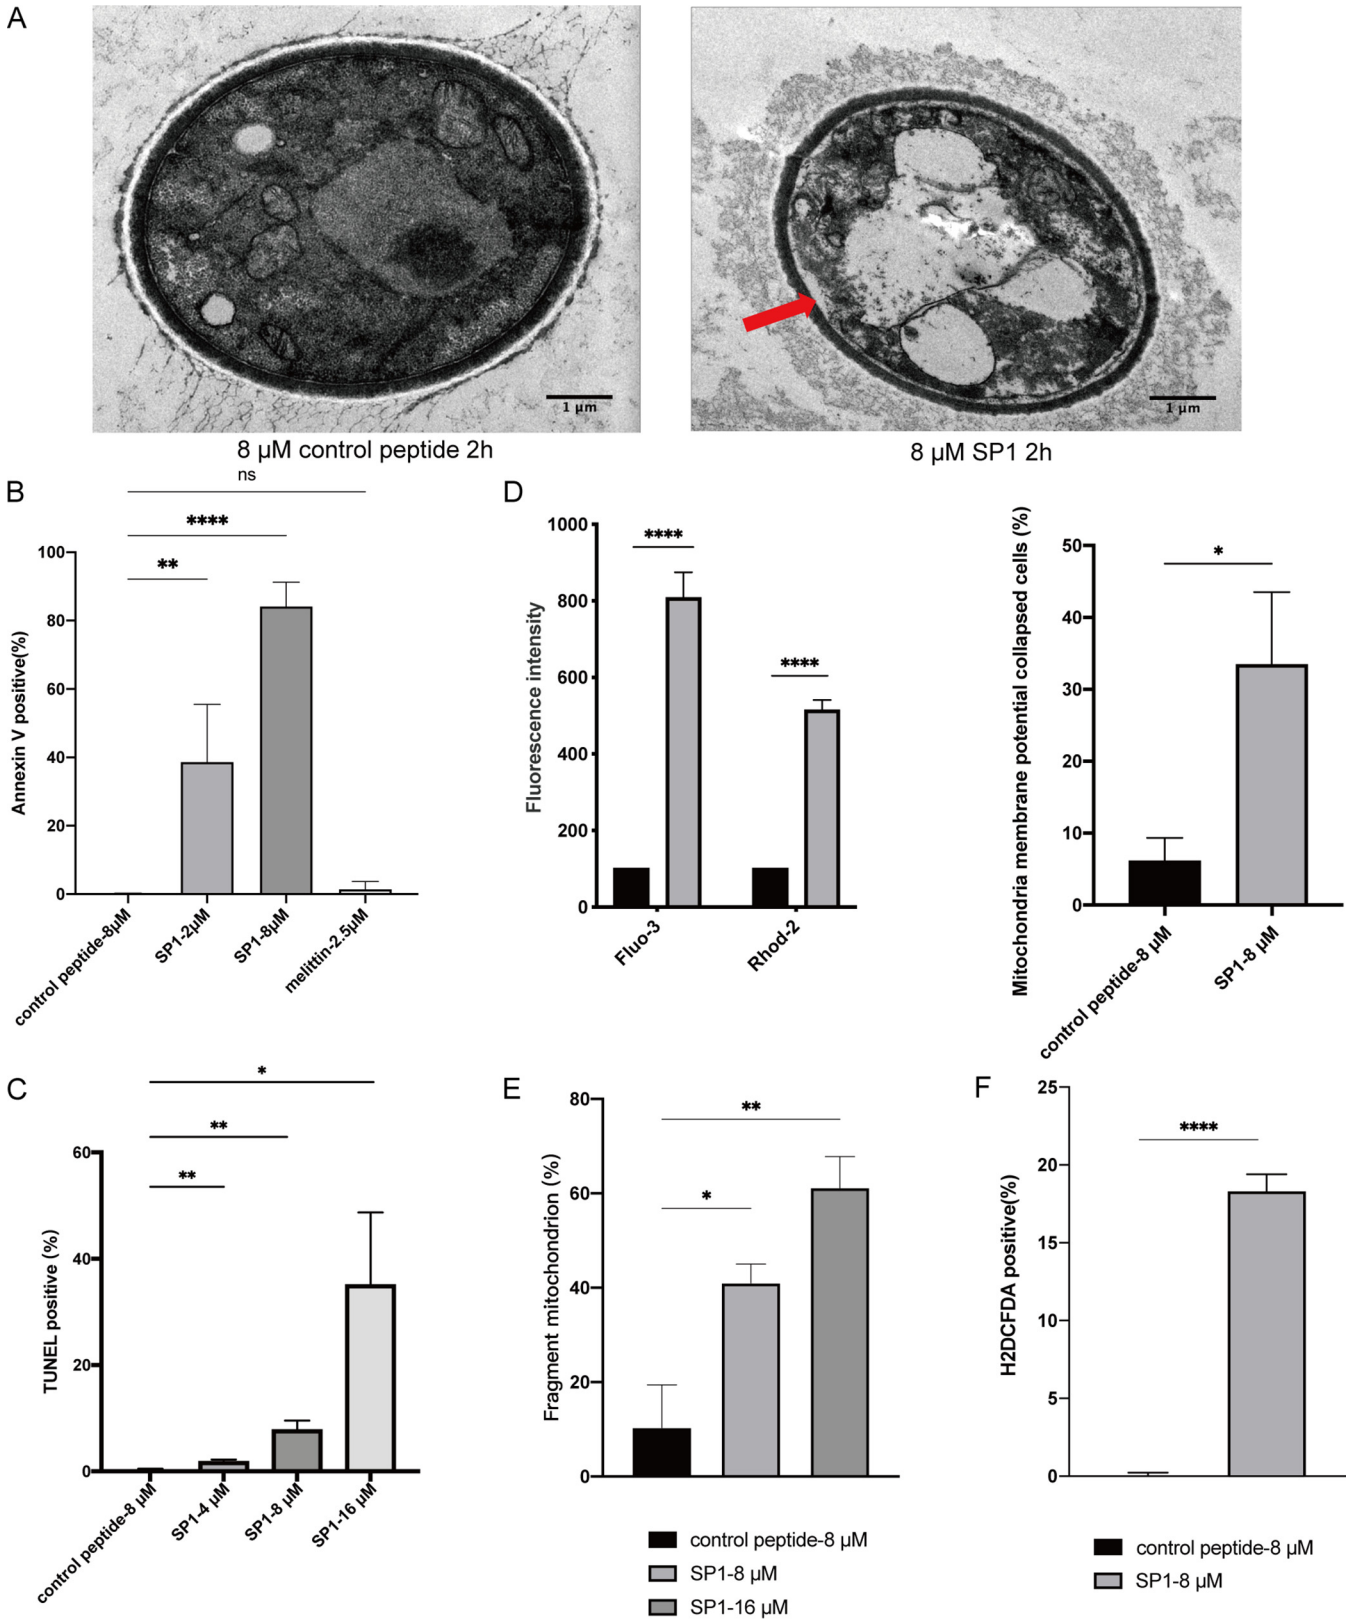 A
1 μm
1 μm
8 μM control peptide 2h
8 μM SP1 2h
B
ns
****
**
100
80
60
40
20
0
Annexin V positive(%)
control peptide-8μM
SP1-2μM
SP1-8μM
melittin-2.5μM
D
1000
800
600
400
200
0
Fluorescence intensity
****
****
Fluo-3
Rhod-2
Mitochondria membrane potential collapsed cells (%)
50
40
30
20
10
0
*
control peptide-8 μM
SP1-8 μM
C
*
**
**
60
40
20
0
TUNEL positive (%)
control peptide-8 μM
SP1-4 μM
SP1-8 μM
SP1-16 μM
E
80
60
40
20
0
Fragment mitochondrion (%)
**
*
control peptide-8 μM
SP1-8 μM
SP1-16 μM
F
25
20
15
10
5
0
H2DCFDA positive(%)
****
control peptide-8 μM
SP1-8 μM